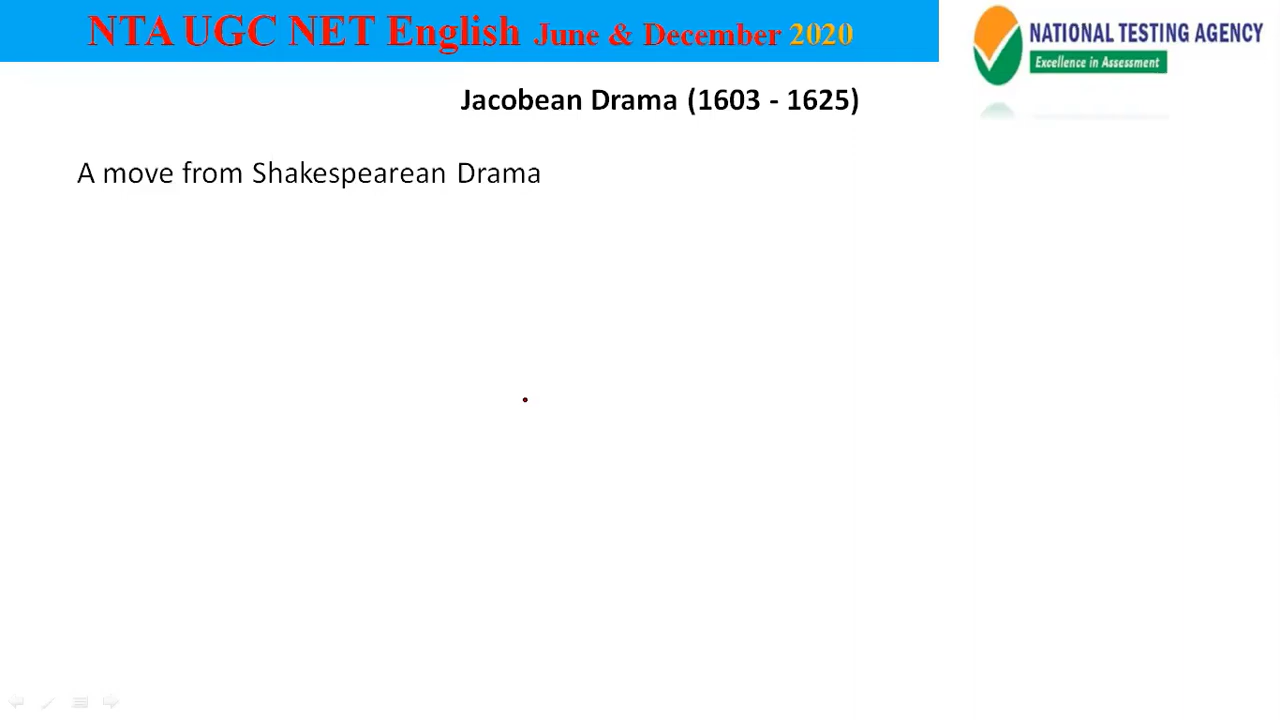 NTA UGC NET English June & December 2020
NATIONAL TESTING AGENCY
Excellence in Assessment
Jacobean Drama (1603 - 1625)
A move from Shakespearean Drama